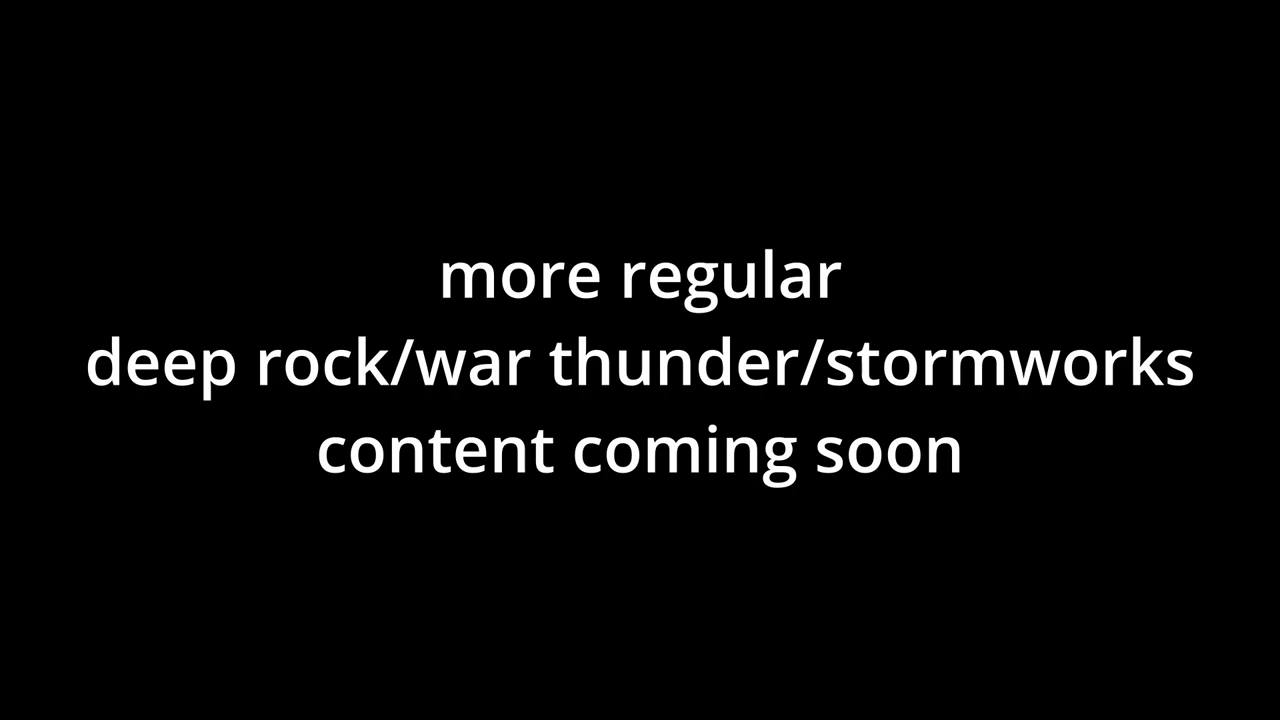 more regular
deep rock/war thunder/stormworks
content coming soon